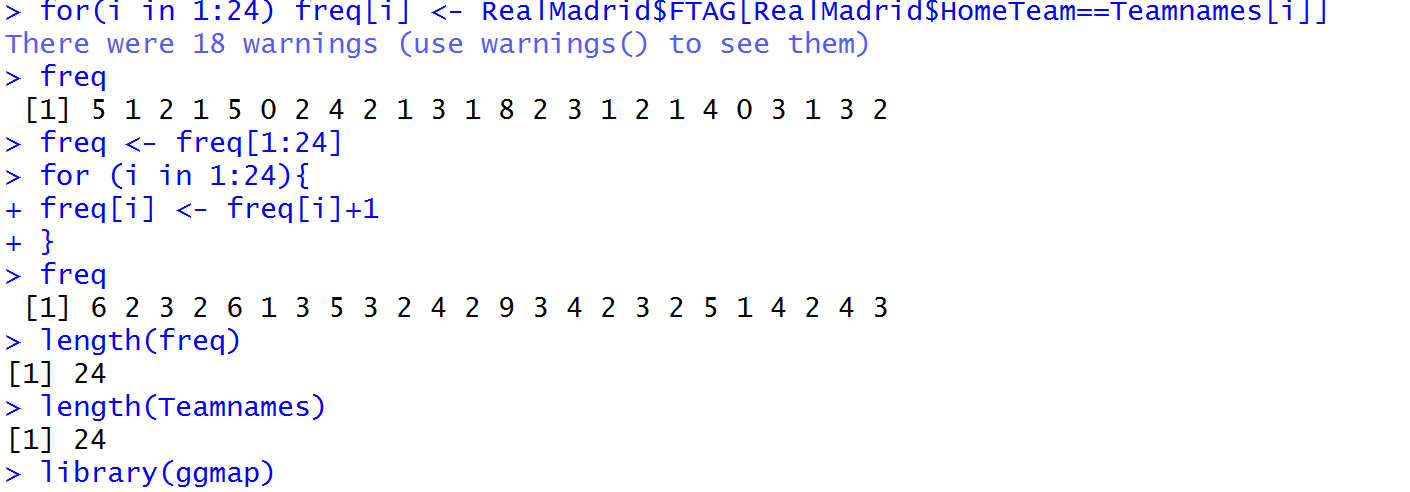 > for(i in 1:24) freq[i] <- RealMadrid$FTAG[RealMadrid$HomeTeam==Teamnames[i]]
There were 18 warnings (use warnings() to see them)
> freq
[1] 5 1 2 1 5 0 2 4 2 1 3 1 8 2 3 1 2 1 4 0 3 1 3 2
> freq <- freq[1:24]
> for (i in 1:24){
+ freq[i] <- freq[i]+1
+ }
> freq
[1] 6 2 3 2 6 1 3 5 3 2 4 2 9 3 4 2 3 2 5 1 4 2 4 3
> length(freq)
[1] 24
> length(Teamnames)
[1] 24
> library(ggmap)